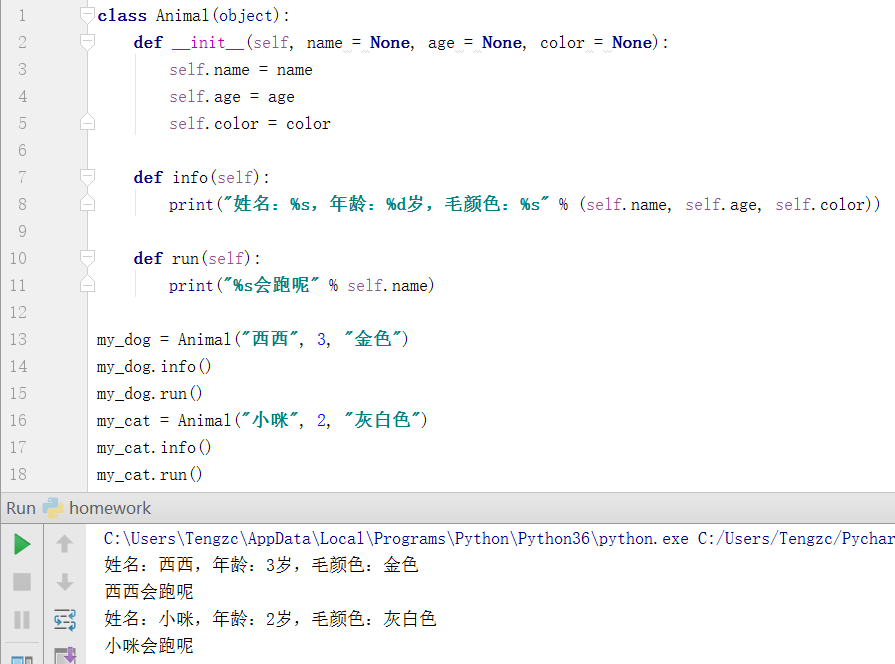 1 class Animal(object):
2 def __init__(self, name = None, age = None, color = None):
3 self.name = name
4 self.age = age
5 self.color = color
6
7 def info(self):
8 print("姓名：%s，年龄：%d岁，毛颜色：%s" % (self.name, self.age, self.color))
9
10 def run(self):
11 print("%s会跑呢" % self.name)
12
13 my_dog = Animal("西西", 3, "金色")
14 my_dog.info()
15 my_dog.run()
16 my_cat = Animal("小咪", 2, "灰白色")
17 my_cat.info()
18 my_cat.run()
Run homework
C:\Users\Tengzc\AppData\Local\Programs\Python\Python36\python.exe C:/Users/Tengzc/Pychar
姓名：西西，年龄：3岁，毛颜色：金色
西西会跑呢
姓名：小咪，年龄：2岁，毛颜色：灰白色
小咪会跑呢